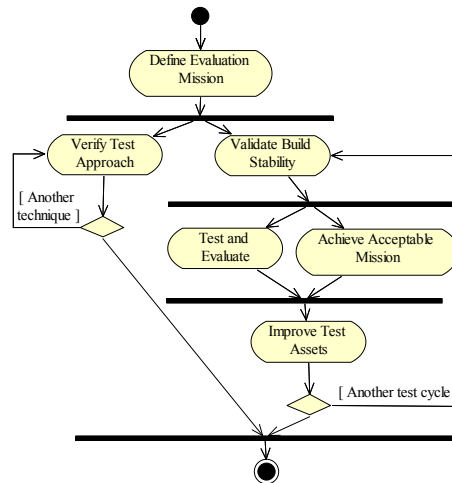 Define Evaluation
Mission
Verify Test
Approach
Validate Build
Stability
[ Another
technique ]
Test and
Evaluate
Achieve Acceptable
Mission
Improve Test
Assets
[ Another test cycle